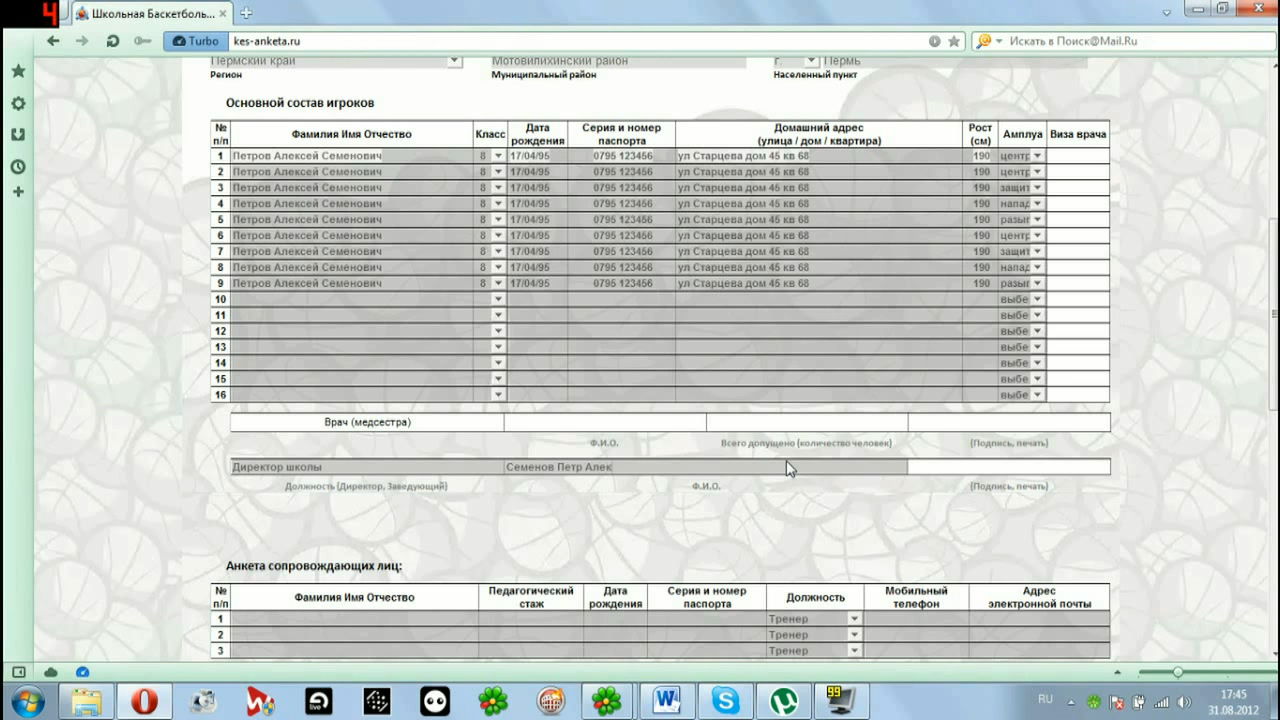 4
Школьная Баскетболь...
Turbo kes-anketa.ru Искать в Поиск@Mail.Ru
Пермский край Мотовилихинский район г. Пермь
Регион Муниципальный район Населенный пункт
Основной состав игроков
№ п/п Фамилия Имя Отчество Класс Дата рождения Серия и номер паспорта Домашний адрес (улица / дом / квартира) Рост (см) Амплуа Виза врача
1 Петров Алексей Семенович 8 17/04/95 0795 123456 ул Старцева дом 45 кв 68 190 центр
2 Петров Алексей Семенович 8 17/04/95 0795 123456 ул Старцева дом 45 кв 68 190 центр
3 Петров Алексей Семенович 8 17/04/95 0795 123456 ул Старцева дом 45 кв 68 190 защит
4 Петров Алексей Семенович 8 17/04/95 0795 123456 ул Старцева дом 45 кв 68 190 напад
5 Петров Алексей Семенович 8 17/04/95 0795 123456 ул Старцева дом 45 кв 68 190 разыг
6 Петров Алексей Семенович 8 17/04/95 0795 123456 ул Старцева дом 45 кв 68 190 центр
7 Петров Алексей Семенович 8 17/04/95 0795 123456 ул Старцева дом 45 кв 68 190 защит
8 Петров Алексей Семенович 8 17/04/95 0795 123456 ул Старцева дом 45 кв 68 190 напад
9 Петров Алексей Семенович 8 17/04/95 0795 123456 ул Старцева дом 45 кв 68 190 разыг
10 выбе
11 выбе
12 выбе
13 выбе
14 выбе
15 выбе
16 выбе
Врач (медсестра)
Ф.И.О. Всего допущено (количество человек) (Подпись, печать)
Директор школы Семенов Петр Алек
Должность (Директор, Заведующий) Ф.И.О. (Подпись, печать)
Анкета сопровождающих лиц:
№ п/п Фамилия Имя Отчество Педагогический стаж Дата рождения Серия и номер паспорта Должность Мобильный телефон Адрес электронной почты
1 Тренер
2 Тренер
3 Тренер
live 99 RU 17:45
31.08.2012